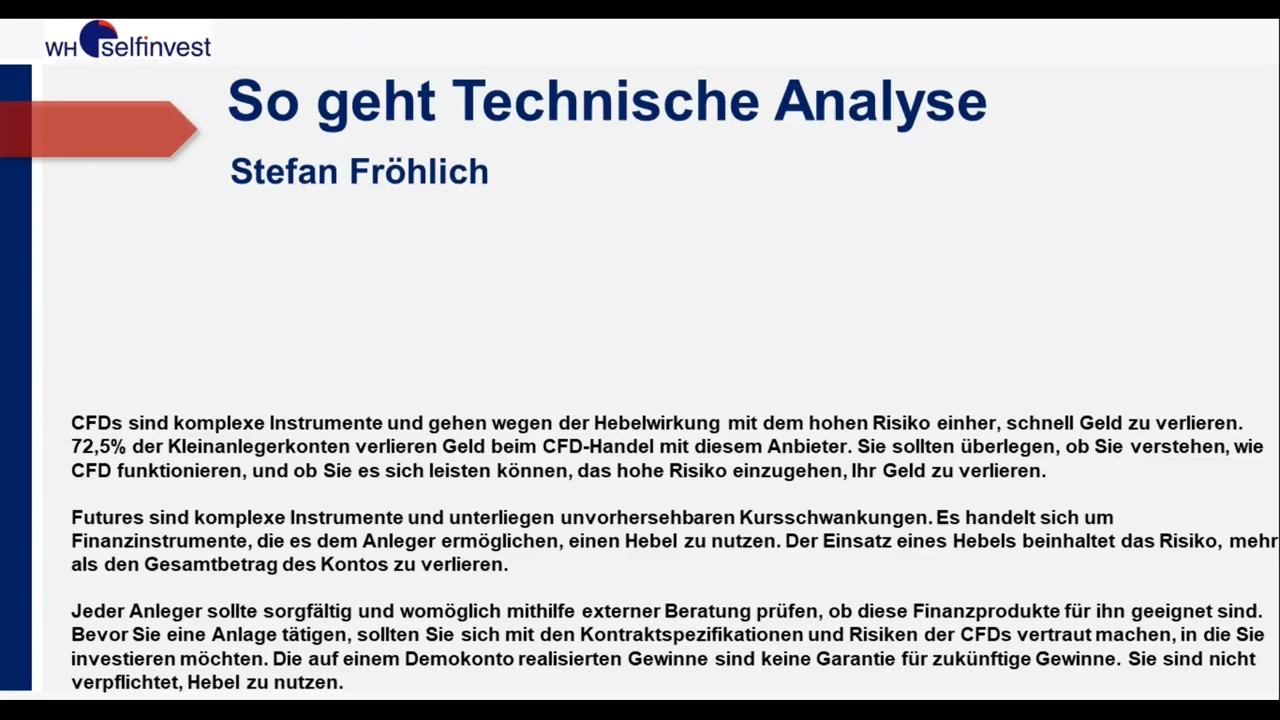 WH selfinvest
So geht Technische Analyse
Stefan Fröhlich
CFDs sind komplexe Instrumente und gehen wegen der Hebelwirkung mit dem hohen Risiko einher, schnell Geld zu verlieren.
72,5% der Kleinanlegerkonten verlieren Geld beim CFD-Handel mit diesem Anbieter. Sie sollten überlegen, ob Sie verstehen, wie
CFD funktionieren, und ob Sie es sich leisten können, das hohe Risiko einzugehen, Ihr Geld zu verlieren.
Futures sind komplexe Instrumente und unterliegen unvorhersehbaren Kursschwankungen. Es handelt sich um
Finanzinstrumente, die es dem Anleger ermöglichen, einen Hebel zu nutzen. Der Einsatz eines Hebels beinhaltet das Risiko, mehr
als den Gesamtbetrag des Kontos zu verlieren.
Jeder Anleger sollte sorgfältig und womöglich mithilfe externer Beratung prüfen, ob diese Finanzprodukte für ihn geeignet sind.
Bevor Sie eine Anlage tätigen, sollten Sie sich mit den Kontraktspezifikationen und Risiken der CFDs vertraut machen, in die Sie
investieren möchten. Die auf einem Demokonto realisierten Gewinne sind keine Garantie für zukünftige Gewinne. Sie sind nicht
verpflichtet, Hebel zu nutzen.